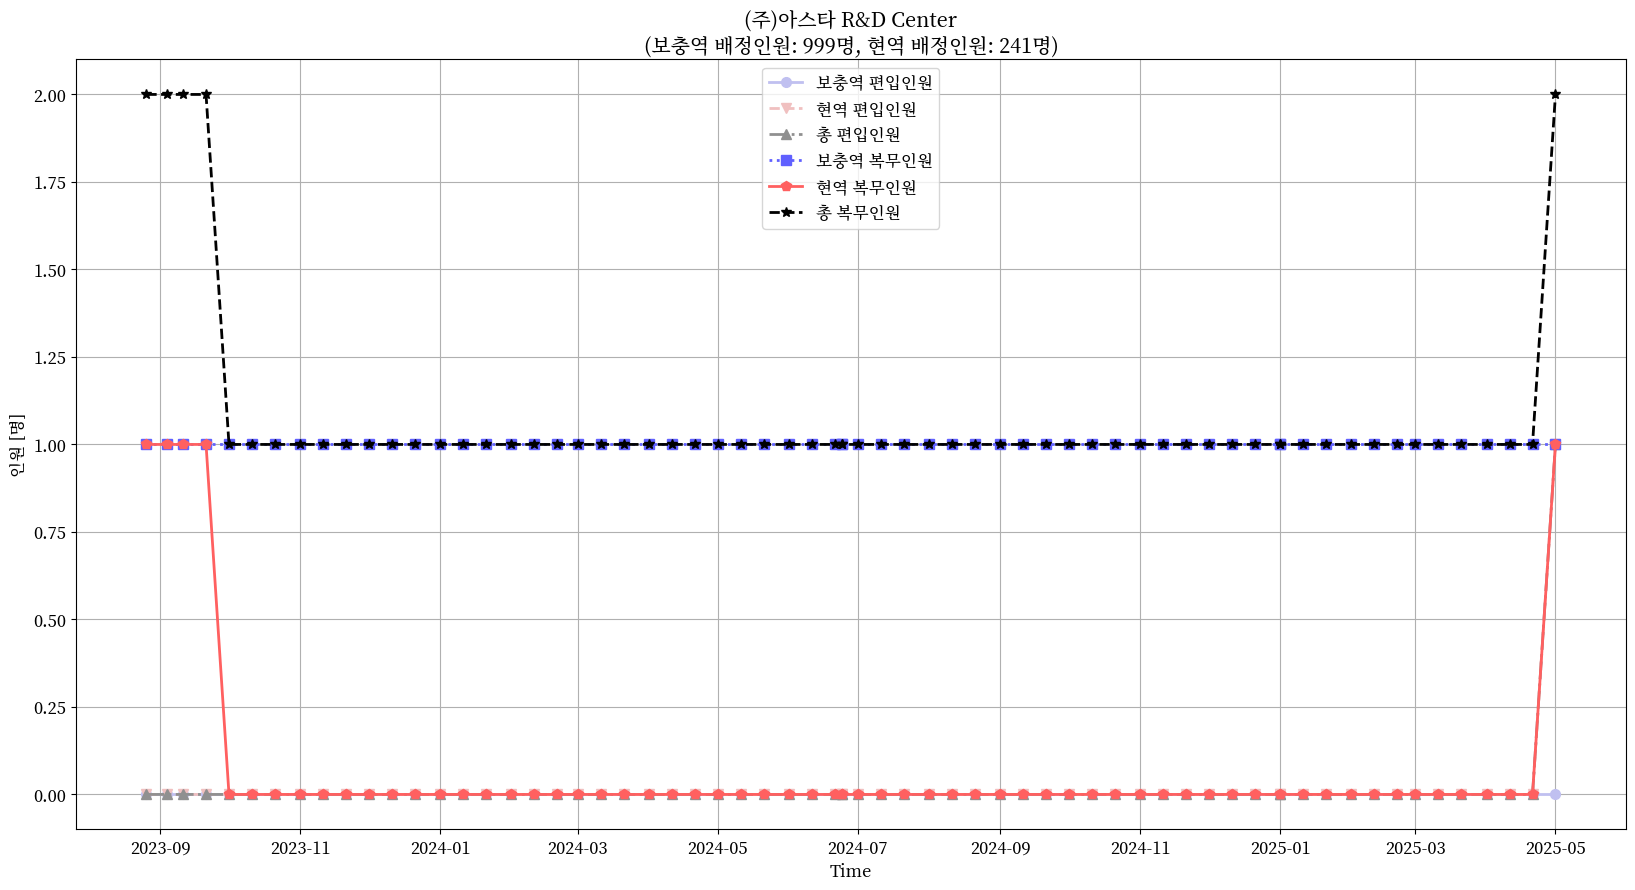 (주)아스타 R&D Center
(보충역 배정인원: 999명, 현역 배정인원: 241명)
보충역 편입인원
현역 편입인원
총 편입인원
보충역 복무인원
현역 복무인원
총 복무인원
인원 [명]
2.00
1.75
1.50
1.25
1.00
0.75
0.50
0.25
0.00
2023-09
2023-11
2024-01
2024-03
2024-05
2024-07
2024-09
2024-11
2025-01
2025-03
2025-05
Time